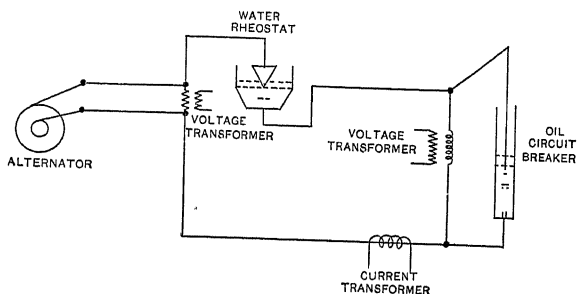 WATER
RHEOSTAT
VOLTAGE
TRANSFORMER
ALTERNATOR
VOLTAGE
TRANSFORMER
OIL
CIRCUIT
BREAKER
CURRENT
TRANSFORMER